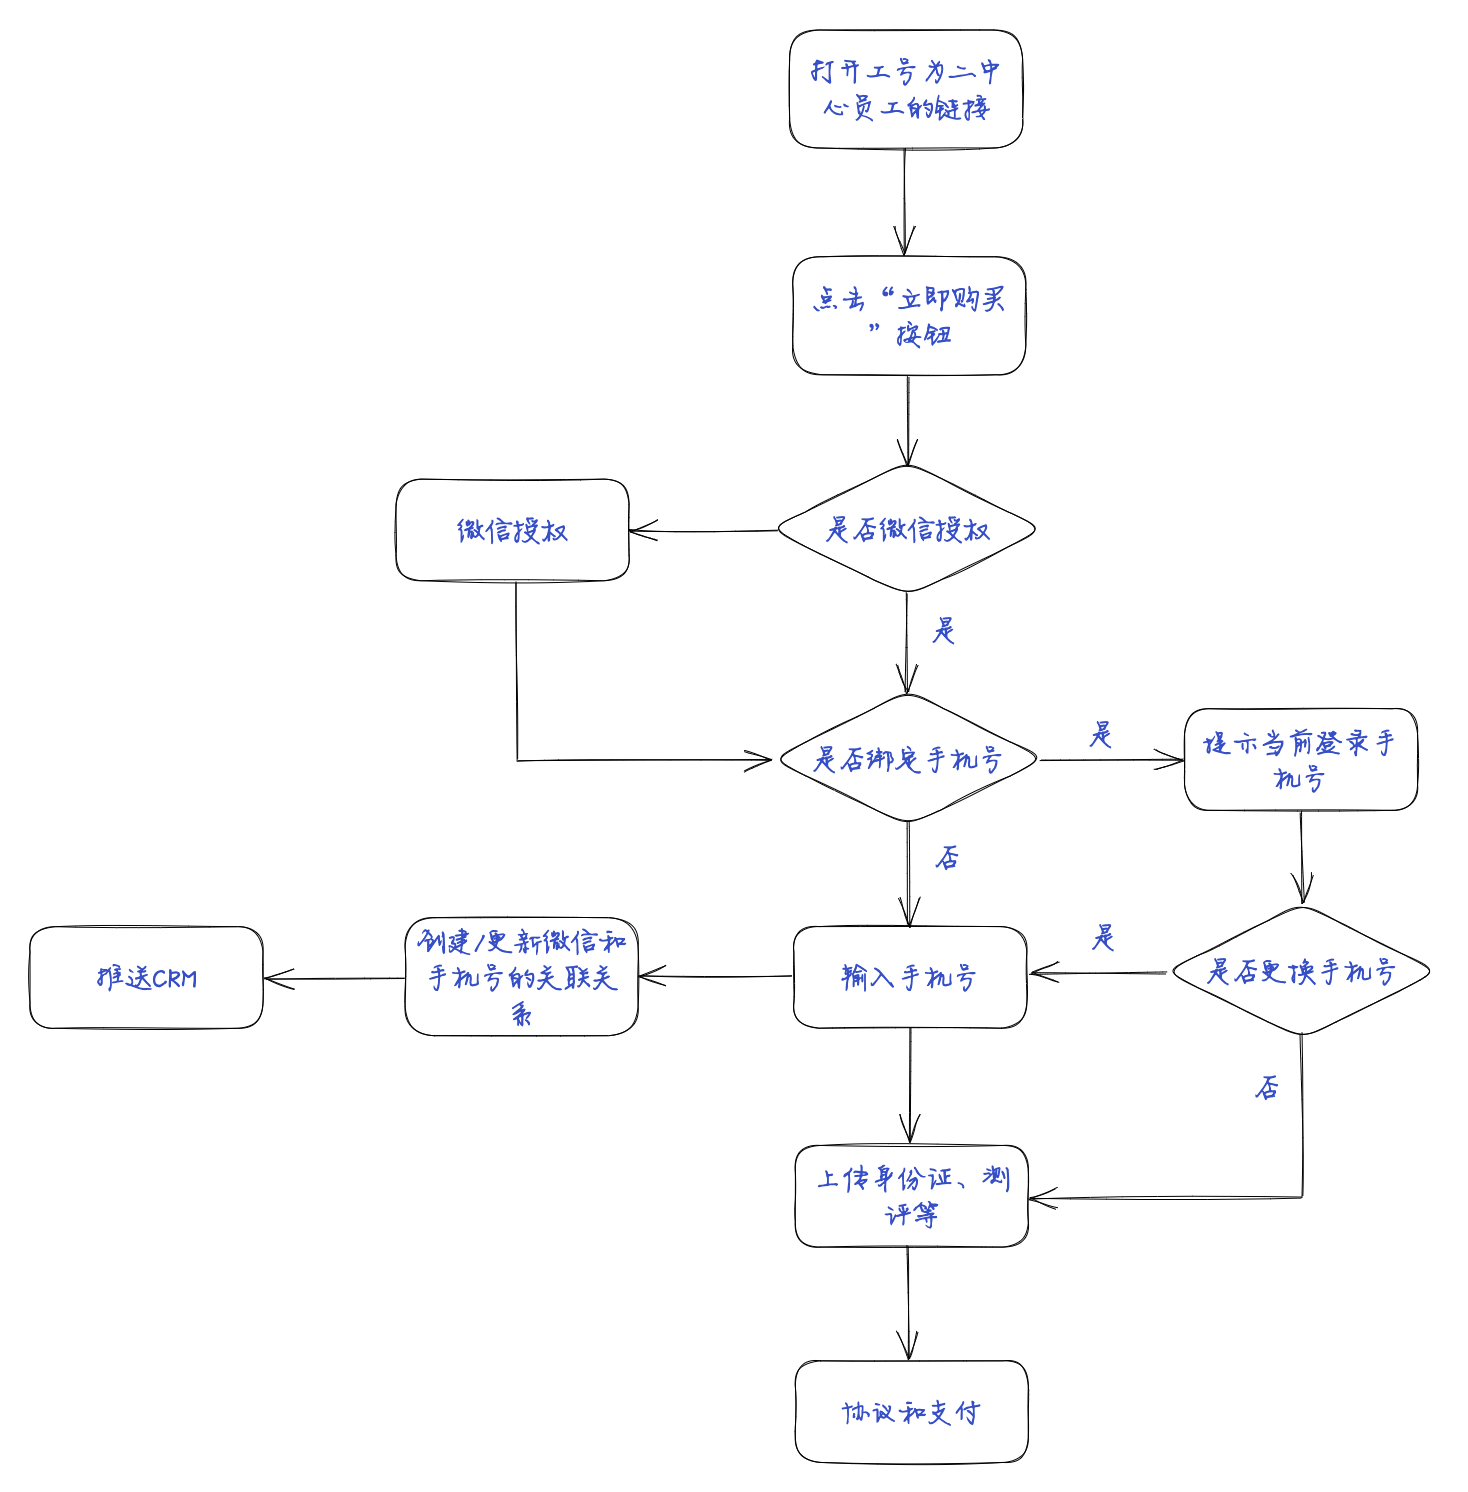 打开工号为二中
心员工的链接
点击“立即购买
”按钮
微信授权
是否微信授权
是
是否绑定手机号
是
提示当前登录手
机号
否
推送CRM
创建/更新微信和
手机号的关联关
系
输入手机号
是
是否更换手机号
否
上传身份证、测
评等
协议和支付